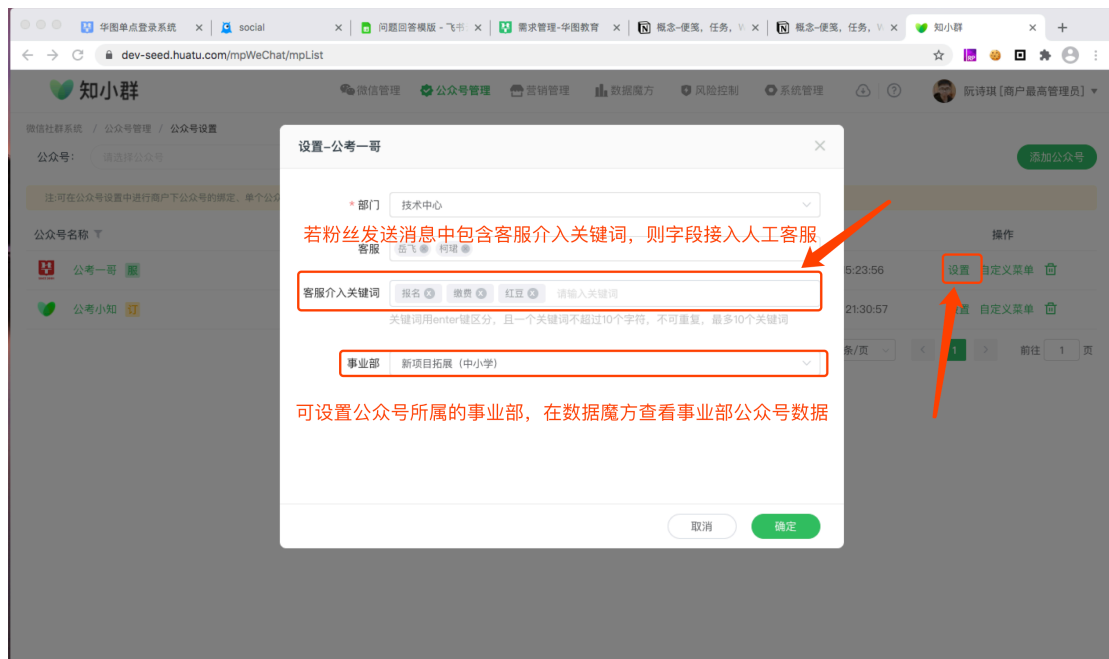 华图单点登录系统 social 问题回答模版 - 飞书 需求管理-华图教育 概念-便笺, 任务, 概念-便笺, 任务, 知小群
dev-seed.huatu.com/mpWeChat/mpList
知小群 微信管理 公众号管理 营销管理 数据魔方 风险控制 系统管理 阮诗琪 [商户最高管理员]
微信社群系统 / 公众号管理 / 公众号设置
公众号: 请选择公众号 添加公众号
注:可在公众号设置中进行商户下公众号的绑定, 单个公众
公众号名称 操作
公考一哥 服 5:23:56 设置 自定义菜单
公考小知 订 21:30:57 设置 自定义菜单
条/页 < 1 > 前往 1 页
设置-公考一哥
* 部门 技术中心
若粉丝发送消息中包含客服介入关键词，则字段接入人工客服
客服 岳飞 柯珺
客服介入关键词 报名 缴费 红豆 请输入关键词
关键词用enter键区分，且一个关键词不超过10个字符，不可重复，最多10个关键词
事业部 新项目拓展（中小学）
可设置公众号所属的事业部，在数据魔方查看事业部公众号数据
取消 确定